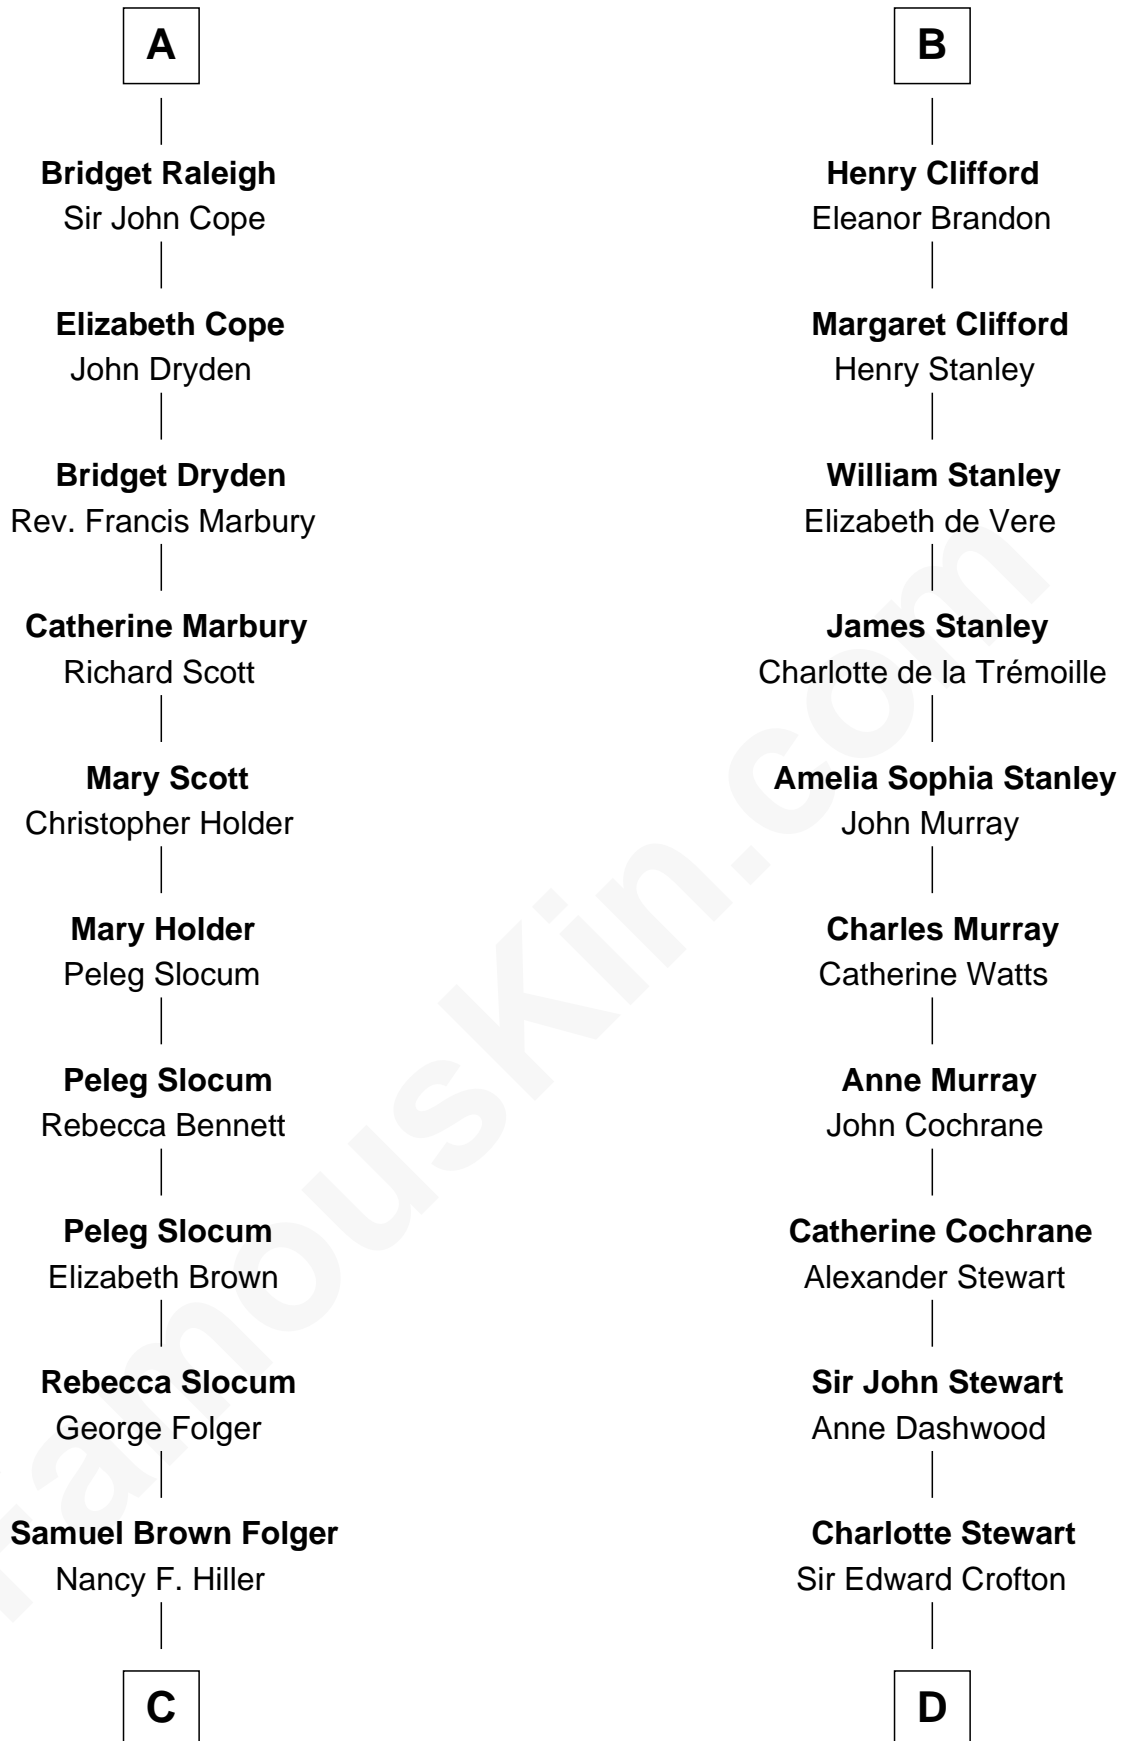 A
Bridget Raleigh
Sir John Cope
Elizabeth Cope
John Dryden
Bridget Dryden
Rev. Francis Marbury
Catherine Marbury
Richard Scott
Mary Scott
Christopher Holder
Mary Holder
Peleg Slocum
Peleg Slocum
Rebecca Bennett
Peleg Slocum
Elizabeth Brown
Rebecca Slocum
George Folger
Samuel Brown Folger
Nancy F. Hiller
C
B
Henry Clifford
Eleanor Brandon
Margaret Clifford
Henry Stanley
William Stanley
Elizabeth de Vere
James Stanley
Charlotte de la Trémoille
Amelia Sophia Stanley
John Murray
Charles Murray
Catherine Watts
Anne Murray
John Cochrane
Catherine Cochrane
Alexander Stewart
Sir John Stewart
Anne Dashwood
Charlotte Stewart
Sir Edward Crofton
D
FamousKin.com